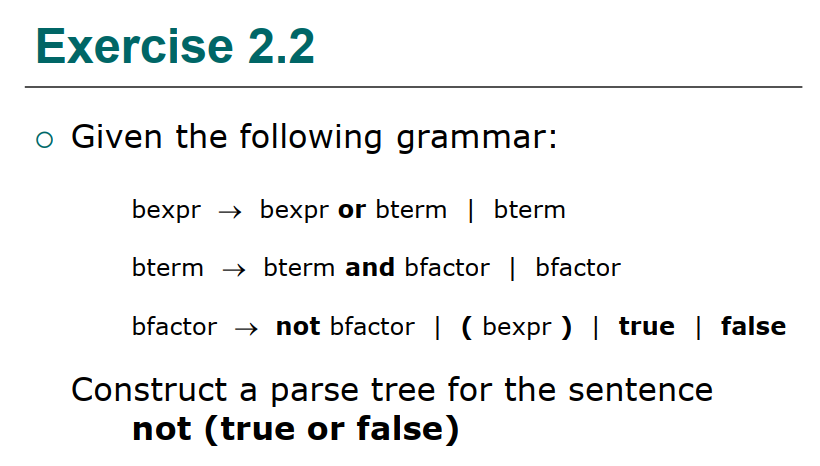 Exercise 2.2
○ Given the following grammar:
bexpr → bexpr or bterm | bterm
bterm → bterm and bfactor | bfactor
bfactor → not bfactor | ( bexpr ) | true | false
Construct a parse tree for the sentence
not (true or false)